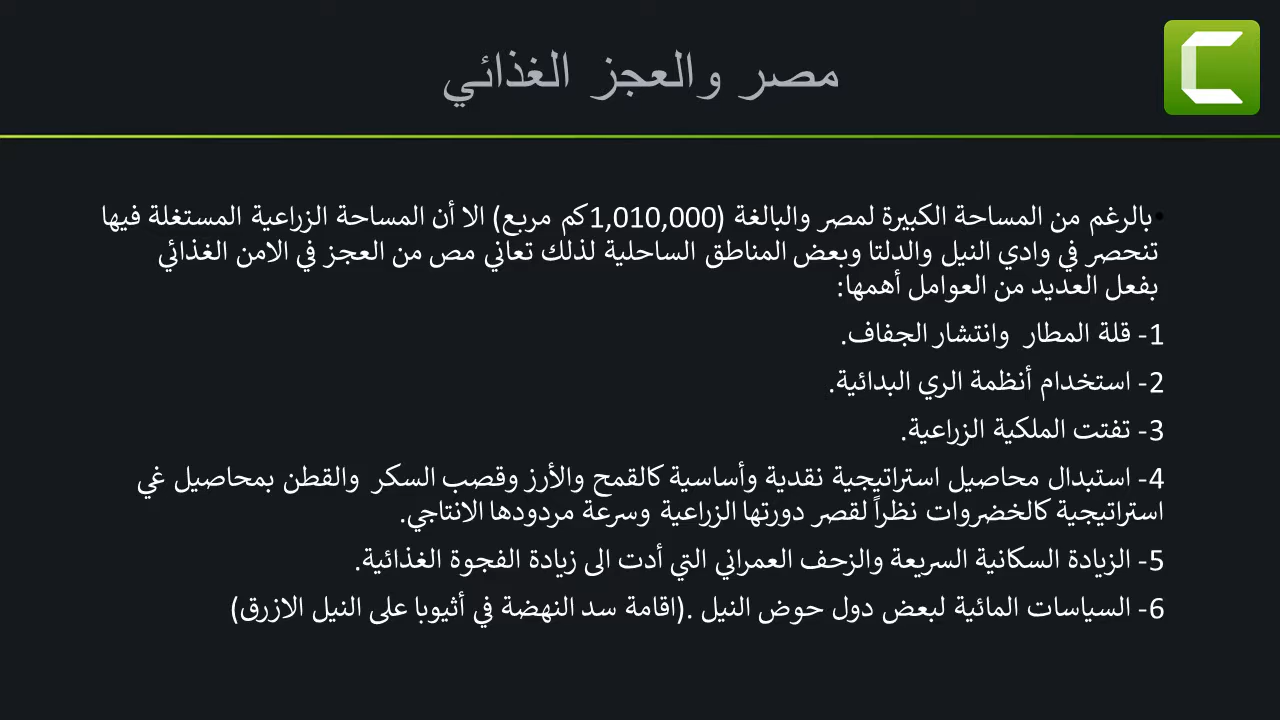 مصر والعجز الغذائي
•بالرغم من المساحة الكبيرة لمصر والبالغة (1,010,000كم مربع) الا أن المساحة الزراعية المستغلة فيها
تنحصر في وادي النيل والدلتا وبعض المناطق الساحلية لذلك تعاني مص من العجز في الامن الغذائي
بفعل العديد من العوامل أهمها:
1- قلة المطار وانتشار الجفاف.
2- استخدام أنظمة الري البدائية.
3- تفتت الملكية الزراعية.
4- استبدال محاصيل استراتيجية نقدية وأساسية كالقمح والأرز وقصب السكر والقطن بمحاصيل غي
استراتيجية كالخضروات نظراً لقصر دورتها الزراعية وسرعة مردودها الانتاجي.
5- الزيادة السكانية السريعة والزحف العمراني التي أدت الى زيادة الفجوة الغذائية.
6- السياسات المائية لبعض دول حوض النيل .(اقامة سد النهضة في أثيوبا على النيل الازرق)